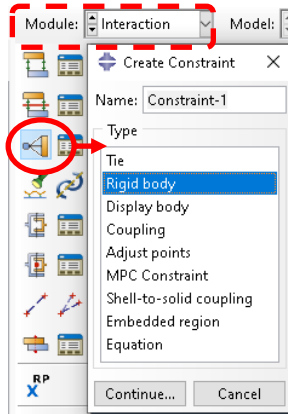 Module: Interaction Model:
Create Constraint
Name: Constraint-1
Type
Tie
Rigid body
Display body
Coupling
Adjust points
MPC Constraint
Shell-to-solid coupling
Embedded region
Equation
RP
X
Continue... Cancel